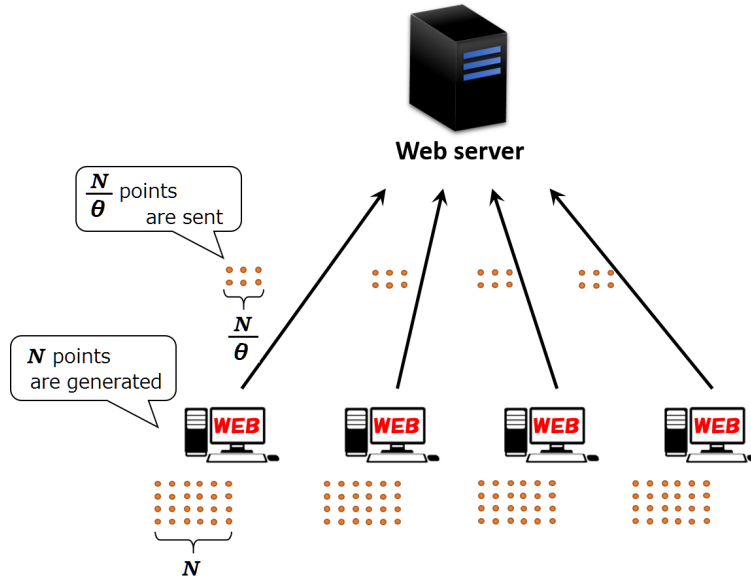 Web server
N/θ points
are sent
N/θ
N points
are generated
WEB
WEB
WEB
WEB
N